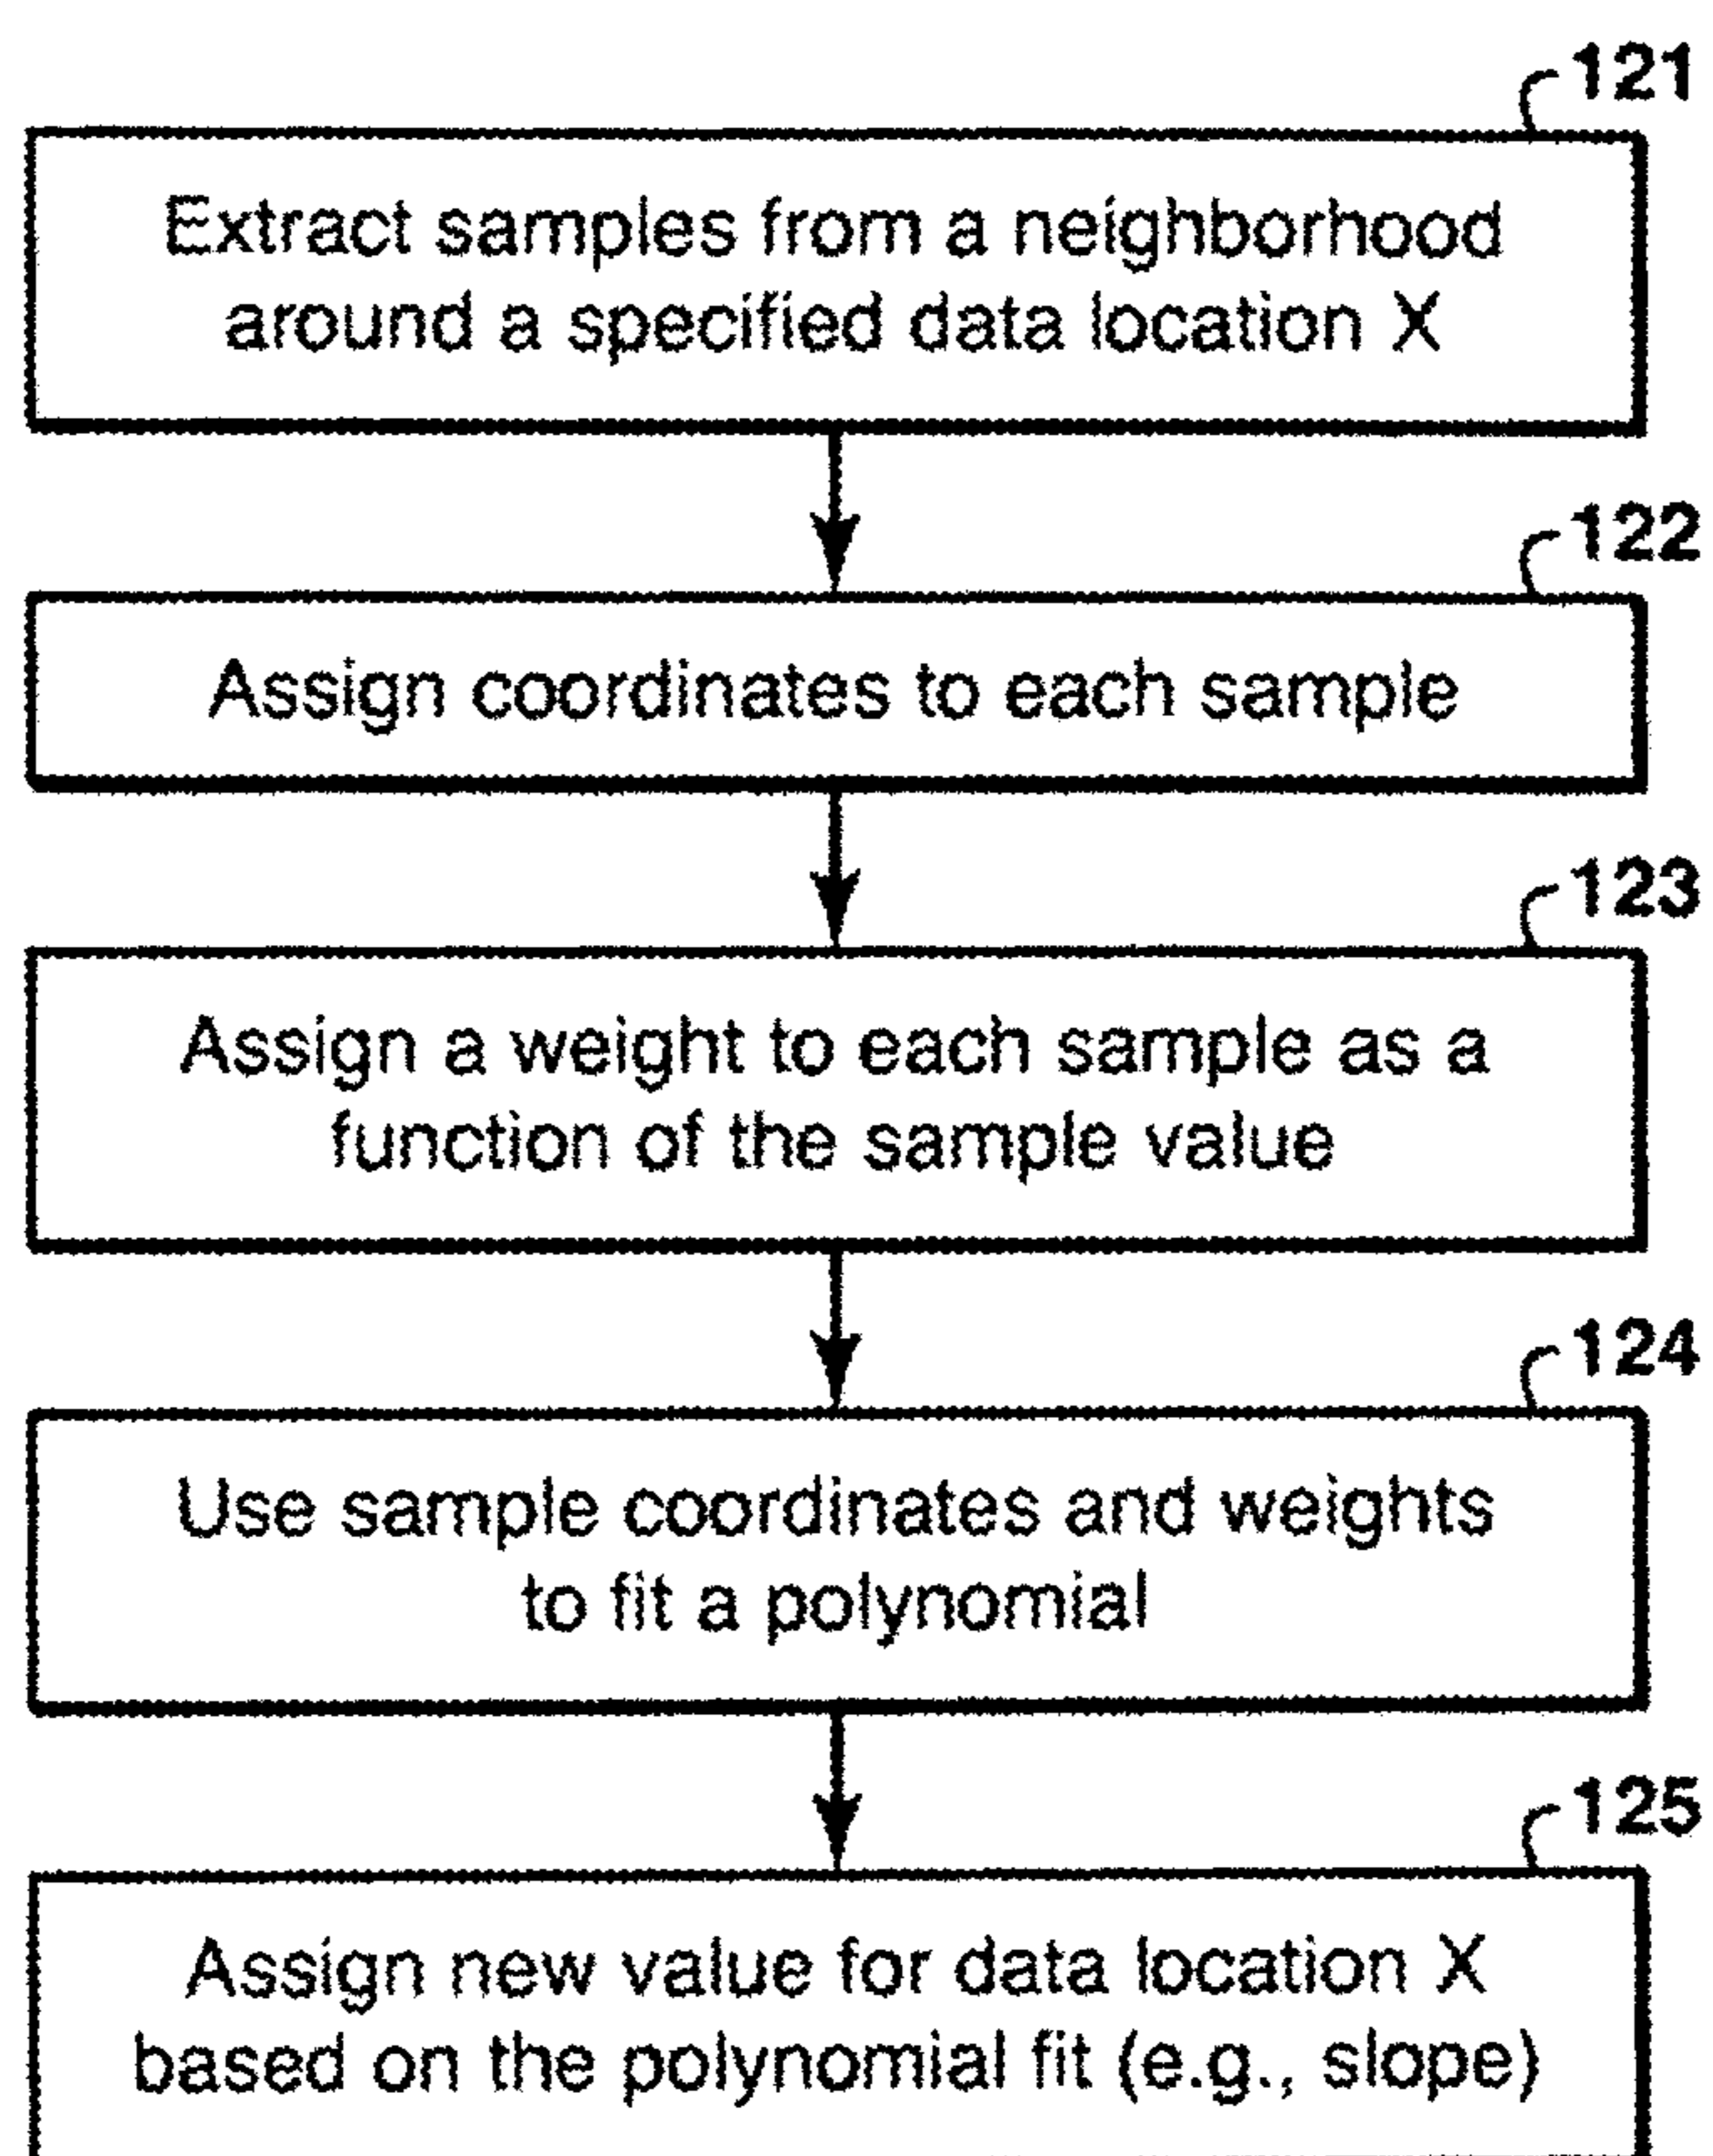 121
Extract samples from a neighborhood
around a specified data location X
122
Assign coordinates to each sample
123
Assign a weight to each sample as a
function of the sample value
124
Use sample coordinates and weights
to fit a polynomial
125
Assign new value for data location X
based on the polynomial fit (e.g., slope)